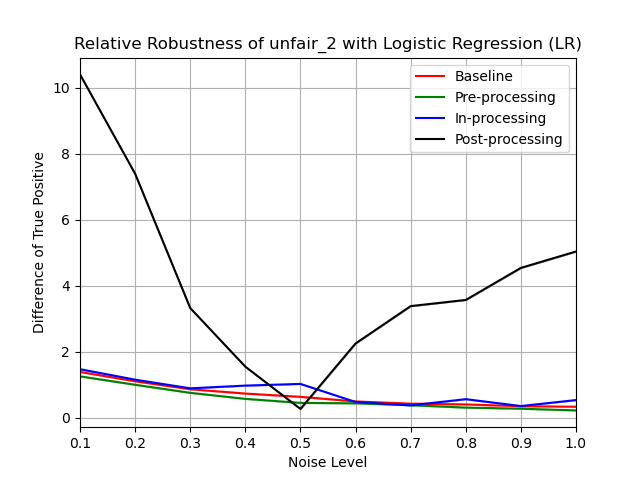 Relative Robustness of unfair_2 with Logistic Regression (LR)
Difference of True Positive
10
8
6
4
2
0
Baseline
Pre-processing
In-processing
Post-processing
0.1 0.2 0.3 0.4 0.5 0.6 0.7 0.8 0.9 1.0
Noise Level